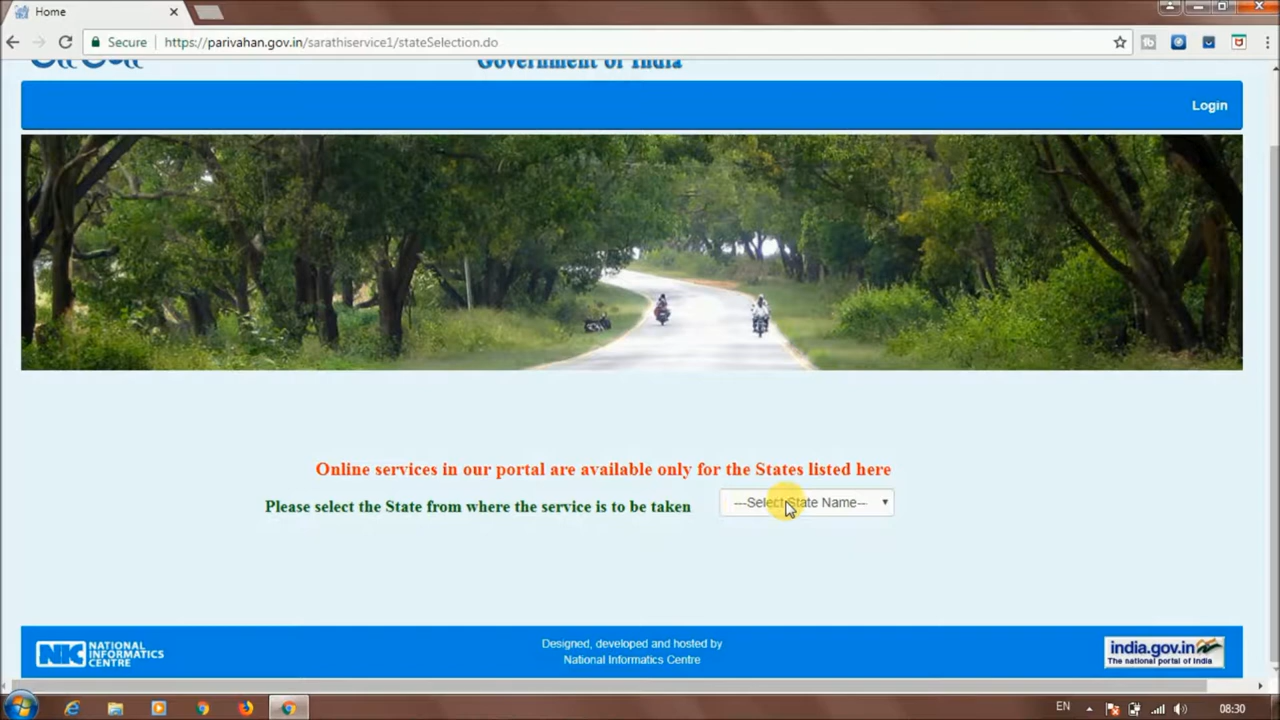 Home
Secure
https://parivahan.gov.in/sarathiservice1/stateSelection.do
Government of India
Login
Online services in our portal are available only for the States listed here
Please select the State from where the service is to be taken
---Select State Name---
NIC NATIONAL INFORMATICS CENTRE
Designed, developed and hosted by
National Informatics Centre
india.gov.in
The national portal of India
EN
08:30